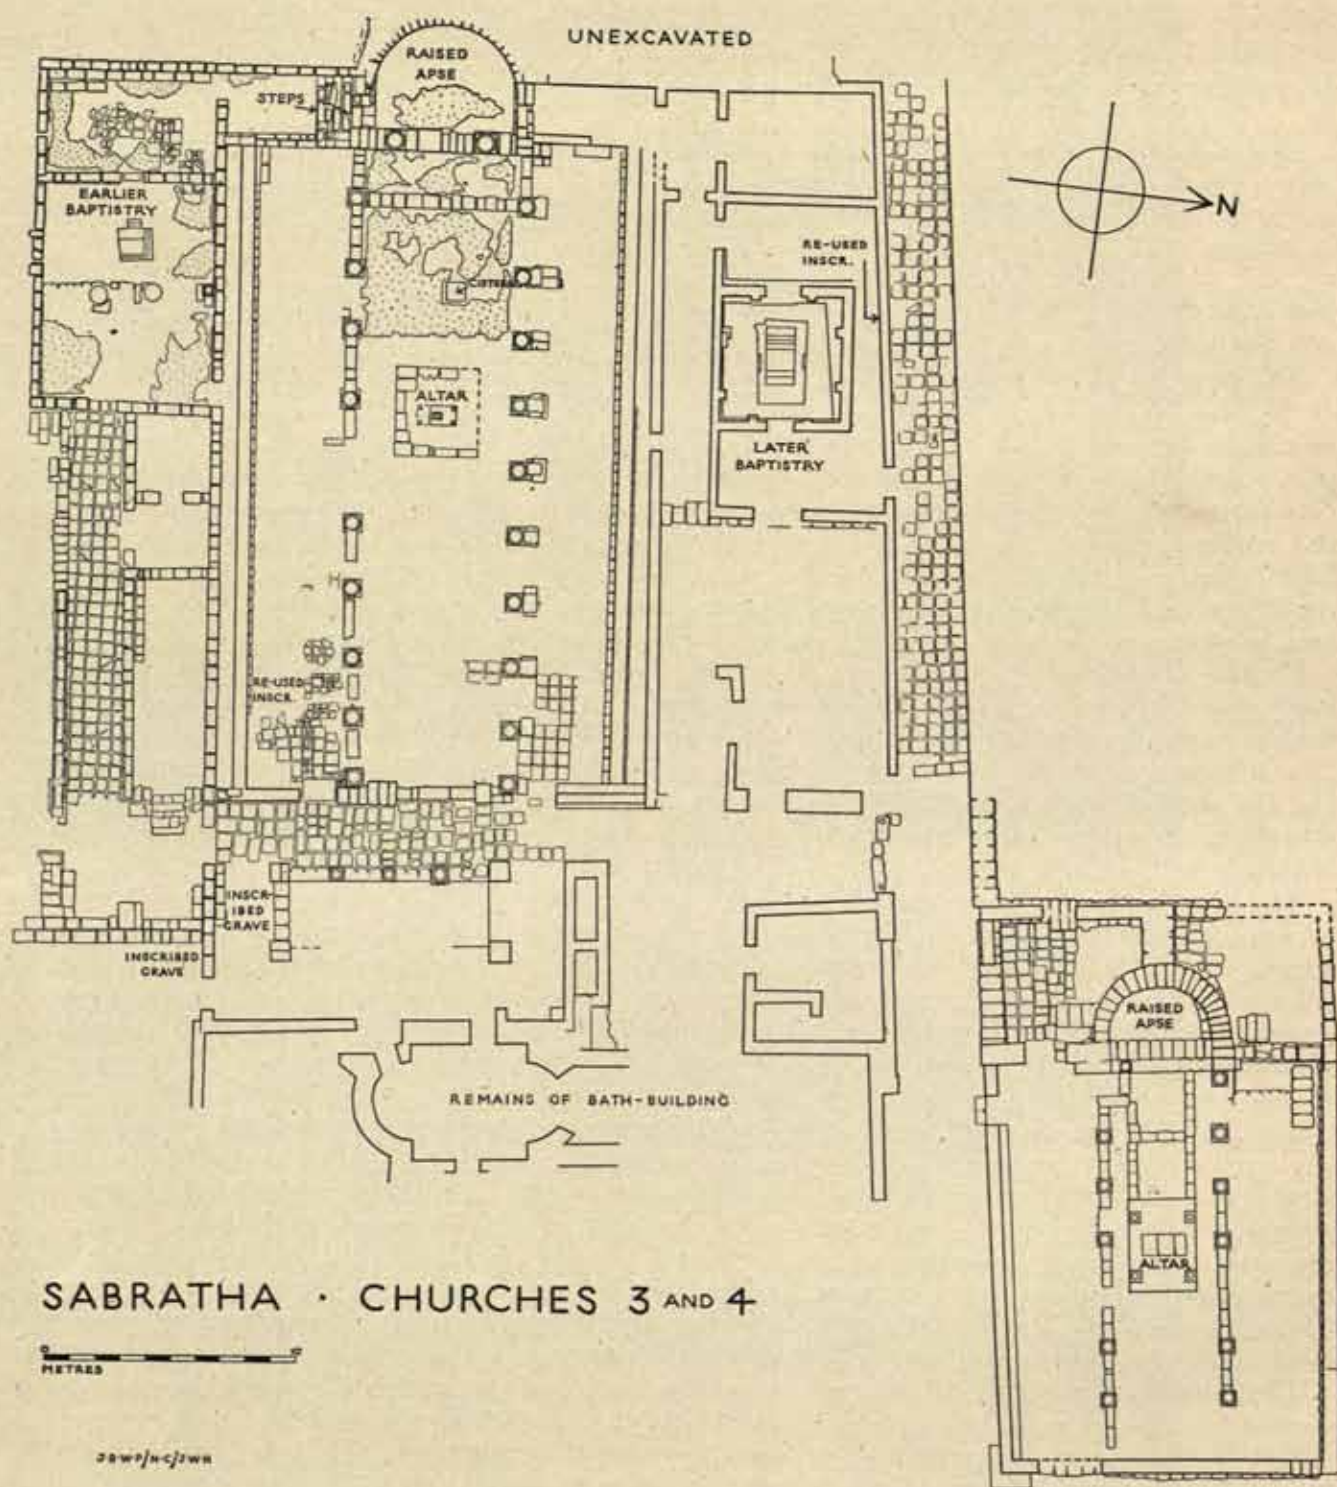 UNEXCAVATED
RAISED
APSE
STEPS
N
EARLIER
BAPTISTRY
RE-USED
INSCR.
ALTAR
LATER
BAPTISTRY
RE-USED
INSCR.
INSCR-
IBED
GRAVE
INSCRIBED
GRAVE
RAISED
APSE
REMAINS OF BATH-BUILDING
ALTAR
SABRATHA · CHURCHES 3 AND 4
0
METRES